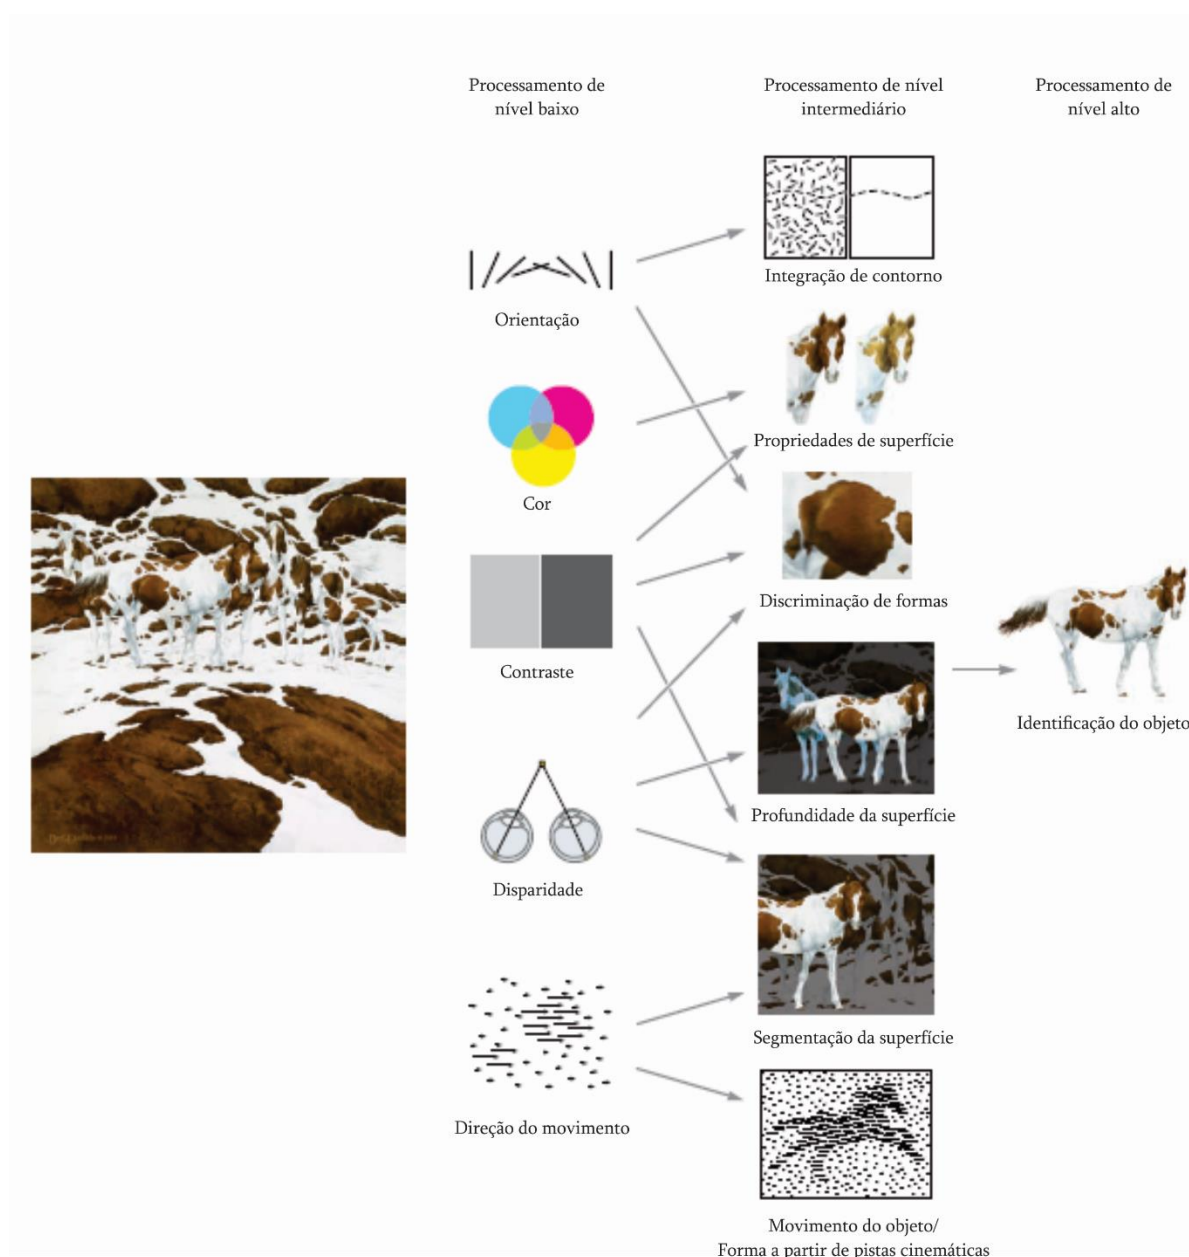 Processamento de
nível baixo
Processamento de nível
intermediário
Processamento de
nível alto
Orientação
Cor
Contraste
Disparidade
Direção do movimento
Integração de contorno
Propriedades de superfície
Discriminação de formas
Profundidade da superfície
Segmentação da superfície
Movimento do objeto/
Forma a partir de pistas cinemáticas
Identificação do objeto